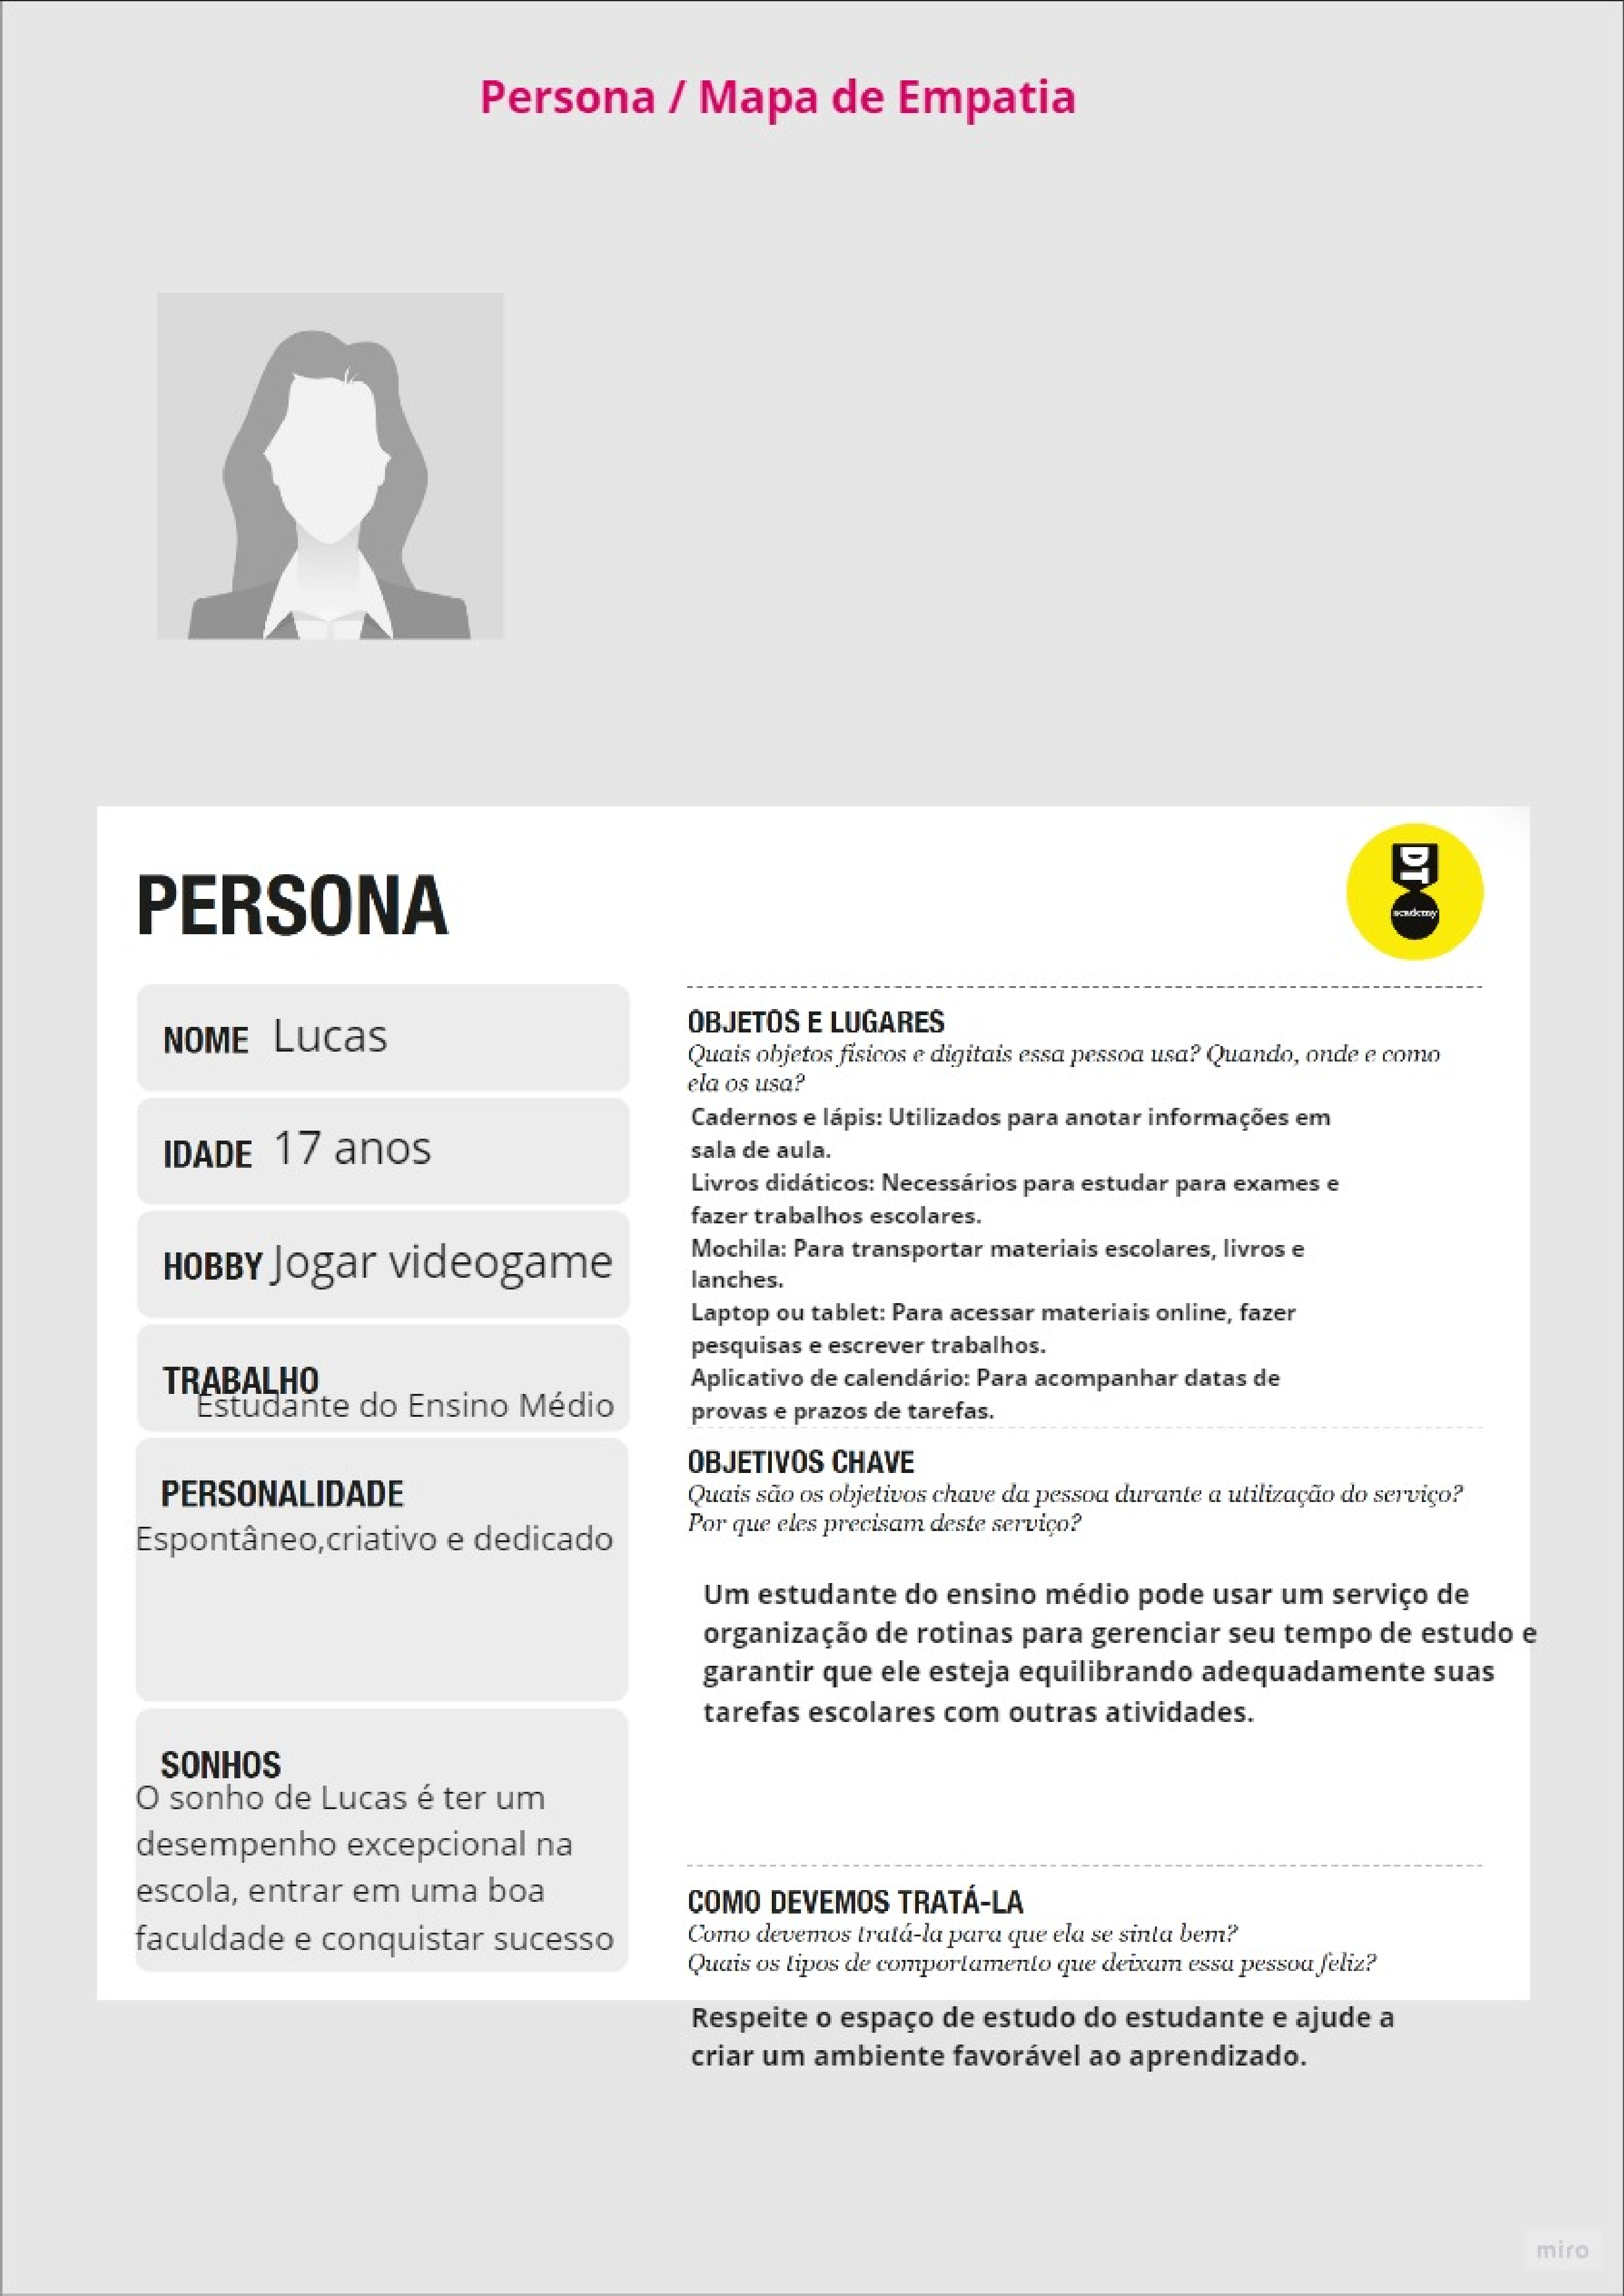 Persona / Mapa de Empatia
PERSONA
DT
academy
NOME Lucas
IDADE 17 anos
HOBBY Jogar videogame
TRABALHO
Estudante do Ensino Médio
PERSONALIDADE
Espontâneo,criativo e dedicado
SONHOS
O sonho de Lucas é ter um
desempenho excepcional na
escola, entrar em uma boa
faculdade e conquistar sucesso
OBJETOS E LUGARES
Quais objetos físicos e digitais essa pessoa usa? Quando, onde e como
ela os usa?
Cadernos e lápis: Utilizados para anotar informações em
sala de aula.
Livros didáticos: Necessários para estudar para exames e
fazer trabalhos escolares.
Mochila: Para transportar materiais escolares, livros e
lanches.
Laptop ou tablet: Para acessar materiais online, fazer
pesquisas e escrever trabalhos.
Aplicativo de calendário: Para acompanhar datas de
provas e prazos de tarefas.
OBJETIVOS CHAVE
Quais são os objetivos chave da pessoa durante a utilização do serviço?
Por que eles precisam deste serviço?
Um estudante do ensino médio pode usar um serviço de
organização de rotinas para gerenciar seu tempo de estudo e
garantir que ele esteja equilibrando adequadamente suas
tarefas escolares com outras atividades.
COMO DEVEMOS TRATÁ-LA
Como devemos tratá-la para que ela se sinta bem?
Quais os tipos de comportamento que deixam essa pessoa feliz?
Respeite o espaço de estudo do estudante e ajude a
criar um ambiente favorável ao aprendizado.
miro